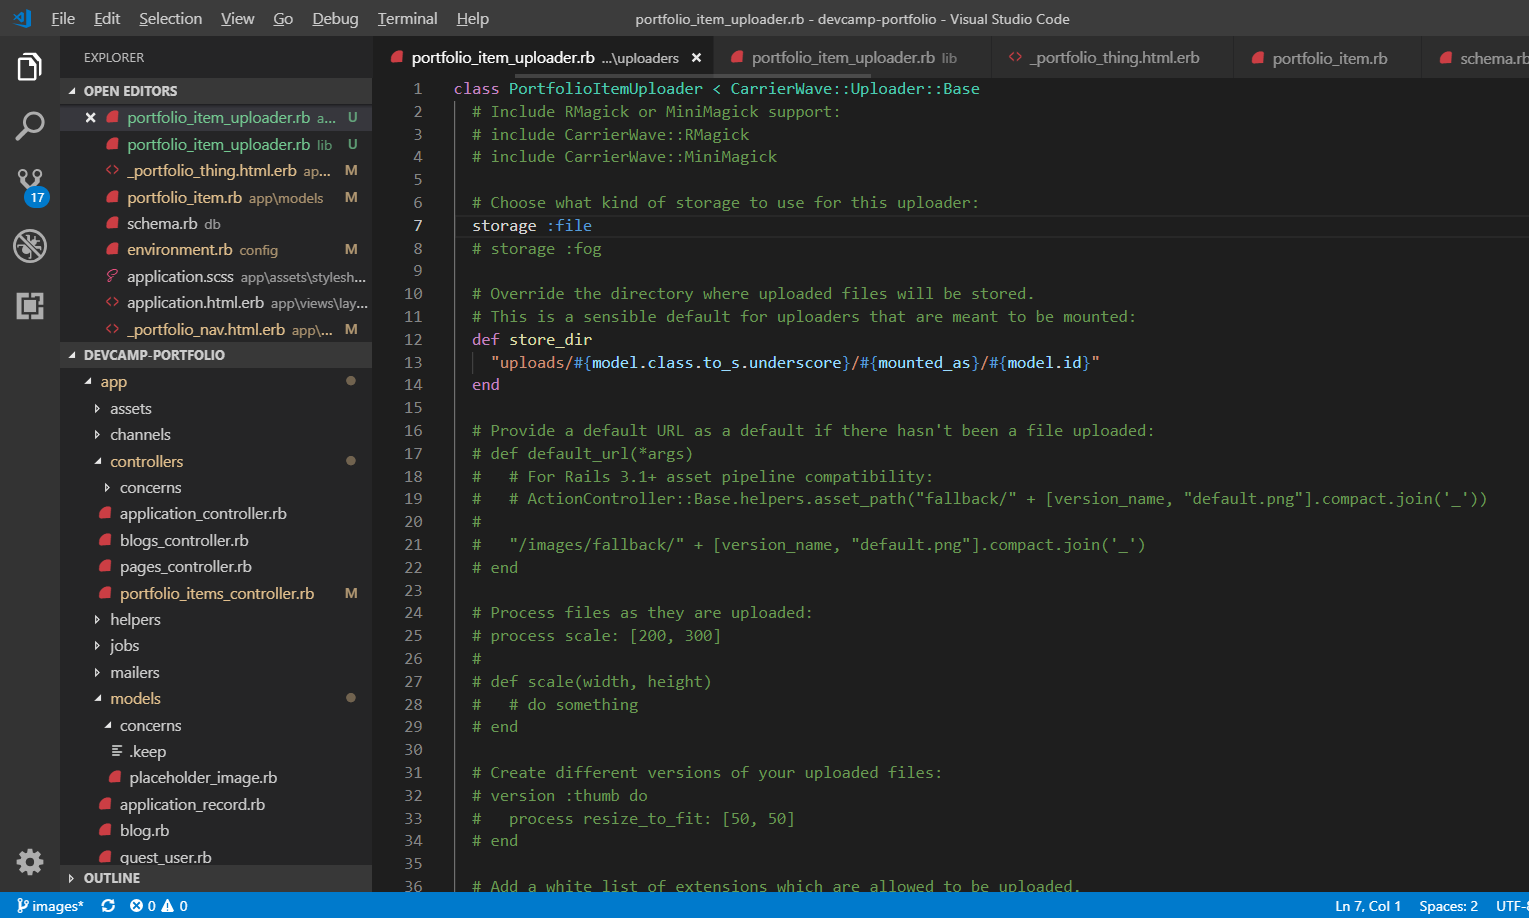 File Edit Selection View Go Debug Terminal Help portfolio_item_uploader.rb - devcamp-portfolio - Visual Studio Code
EXPLORER
OPEN EDITORS
portfolio_item_uploader.rb a... U
portfolio_item_uploader.rb lib U
<> _portfolio_thing.html.erb ap... M
portfolio_item.rb app\models M
schema.rb db
environment.rb config M
application.scss app\assets\stylesh...
<> application.html.erb app\views\lay...
<> _portfolio_nav.html.erb app\... M
DEVCAMP-PORTFOLIO
app
assets
channels
controllers
concerns
application_controller.rb
blogs_controller.rb
pages_controller.rb
portfolio_items_controller.rb M
helpers
jobs
mailers
models
concerns
.keep
placeholder_image.rb
application_record.rb
blog.rb
guest_user.rb
OUTLINE
17
portfolio_item_uploader.rb ...\uploaders × portfolio_item_uploader.rb lib <> _portfolio_thing.html.erb portfolio_item.rb schema.rb
1 class PortfolioItemUploader < CarrierWave::Uploader::Base
2 # Include RMagick or MiniMagick support:
3 # include CarrierWave::RMagick
4 # include CarrierWave::MiniMagick
5
6 # Choose what kind of storage to use for this uploader:
7 storage :file
8 # storage :fog
9
10 # Override the directory where uploaded files will be stored.
11 # This is a sensible default for uploaders that are meant to be mounted:
12 def store_dir
13 "uploads/#{model.class.to_s.underscore}/#{mounted_as}/#{model.id}"
14 end
15
16 # Provide a default URL as a default if there hasn't been a file uploaded:
17 # def default_url(*args)
18 #   # For Rails 3.1+ asset pipeline compatibility:
19 #   # ActionController::Base.helpers.asset_path("fallback/" + [version_name, "default.png"].compact.join('_'))
20 #
21 #   "/images/fallback/" + [version_name, "default.png"].compact.join('_')
22 # end
23
24 # Process files as they are uploaded:
25 # process scale: [200, 300]
26 #
27 # def scale(width, height)
28 #   # do something
29 # end
30
31 # Create different versions of your uploaded files:
32 # version :thumb do
33 #   process resize_to_fit: [50, 50]
34 # end
35
36 # Add a white list of extensions which are allowed to be uploaded.
images* 0 0 Ln 7, Col 1 Spaces: 2 UTF-8